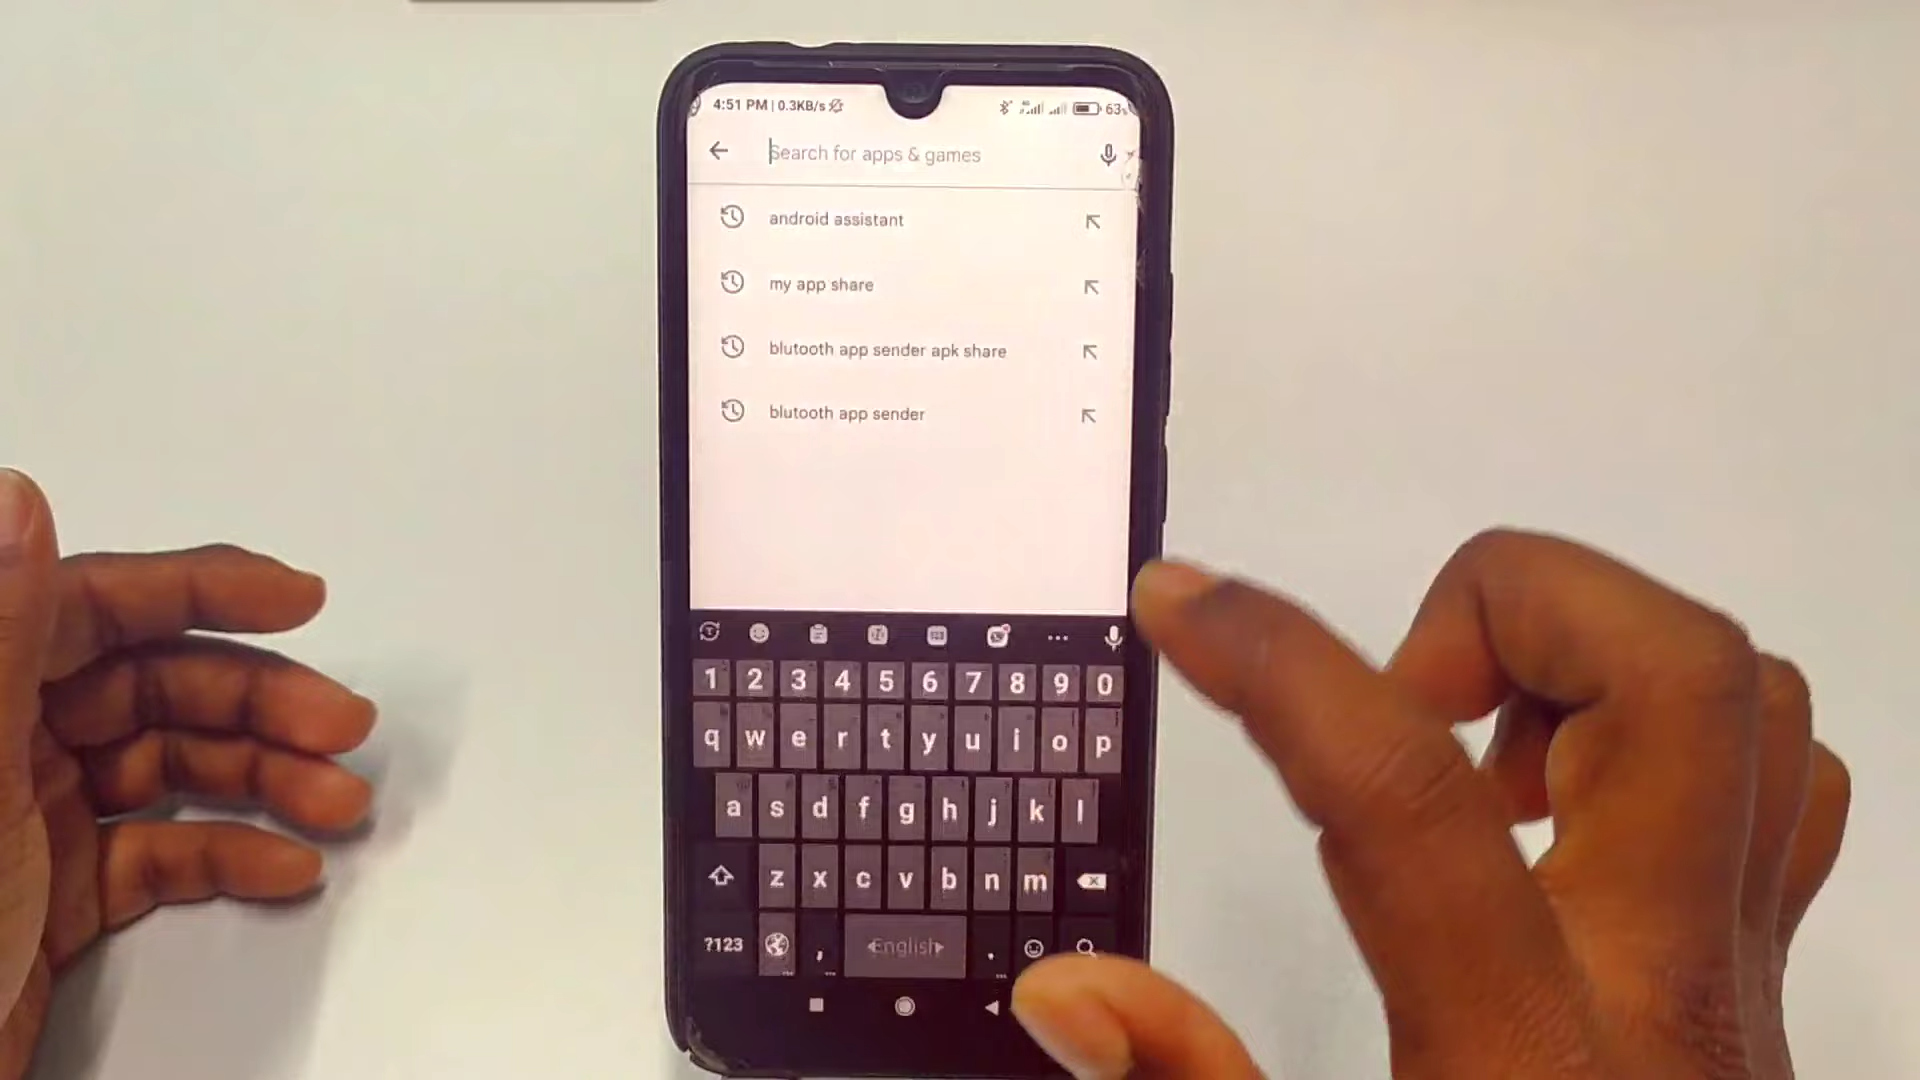 4:51 PM | 0.3KB/s 63
Search for apps & games
android assistant
my app share
blutooth app sender apk share
blutooth app sender
1 2 3 4 5 6 7 8 9 0
q w e r t y u i o p
a s d f g h j k l
z x c v b n m
?123 , English .